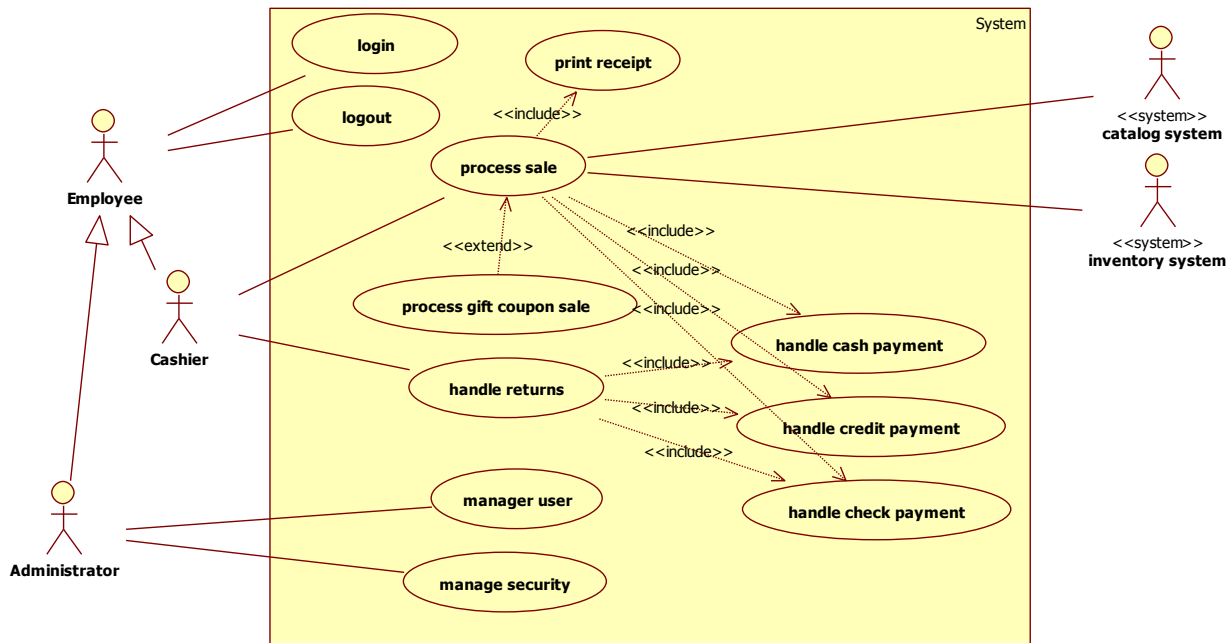 System
login
print receipt
<<include>>
logout
<<system>>
catalog system
process sale
Employee
<<system>>
inventory system
<<include>>
<<extend>>
<<include>>
process gift coupon sale
<<include>>
handle cash payment
Cashier
<<include>>
handle returns
<<include>>
handle credit payment
<<include>>
manager user
handle check payment
Administrator
manage security